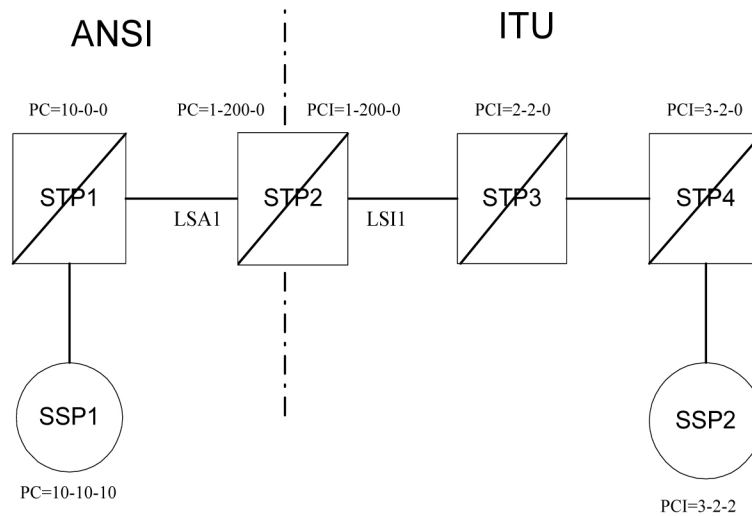 ANSI
ITU
PC=10-0-0
PC=1-200-0
PCI=1-200-0
PCI=2-2-0
PCI=3-2-0
STP1
STP2
STP3
STP4
LSA1
LSI1
SSP1
SSP2
PC=10-10-10
PCI=3-2-2